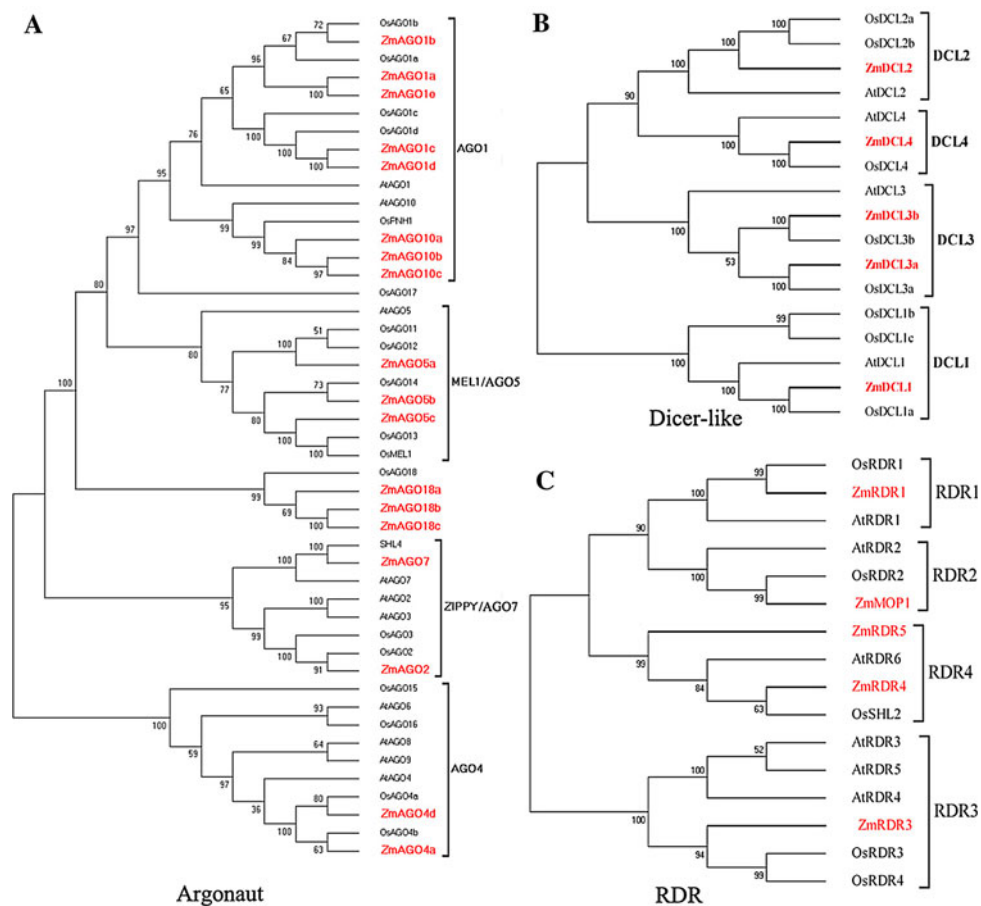 A
72
OsAGO1b
67
ZmAGO1b
96
OsAGO1a
ZmAGO1a
65
100
ZmAGO1e
OsAGO1c
76
100
OsAGO1d
100
ZmAGO1c
100
ZmAGO1d
AGO1
95
AtAGO1
AtAGO10
99
OsPNH1
97
99
ZmAGO10a
84
ZmAGO10b
97
ZmAGO10c
80
OsAGO17
AtAGO5
51
OsAGO11
100
OsAGO12
80
ZmAGO5a
77
73
OsAGO14
ZmAGO5b
MEL1/AGO5
100
80
ZmAGO5c
100
OsAGO13
100
OsMEL1
OsAGO18
99
ZmAGO18a
69
ZmAGO18b
100
ZmAGO18c
100
SHL4
100
ZmAGO7
AtAGO7
95
100
AtAGO2
ZIPPY/AGO7
99
AtAGO3
100
OsAGO3
OsAGO2
91
ZmAGO2
OsAGO15
100
93
AtAGO6
59
OsAGO16
64
AtAGO8
97
AtAGO9
AGO4
36
AtAGO4
80
OsAGO4a
100
ZmAGO4d
OsAGO4b
63
ZmAGO4a
Argonaut
B
100
OsDCL2a
100
OsDCL2b
100
ZmDCL2
DCL2
90
AtDCL2
AtDCL4
100
ZmDCL4
DCL4
100
OsDCL4
AtDCL3
100
100
ZmDCL3b
OsDCL3b
DCL3
53
ZmDCL3a
100
OsDCL3a
99
OsDCL1b
OsDCL1c
100
AtDCL1
DCL1
100
ZmDCL1
100
OsDCL1a
Dicer-like
C
99
OsRDR1
100
ZmRDR1
RDR1
90
AtRDR1
AtRDR2
100
OsRDR2
RDR2
99
ZmMOP1
ZmRDR5
99
AtRDR6
84
ZmRDR4
RDR4
63
OsSHL2
52
AtRDR3
100
AtRDR5
AtRDR4
RDR3
100
ZmRDR3
94
OsRDR3
99
OsRDR4
RDR